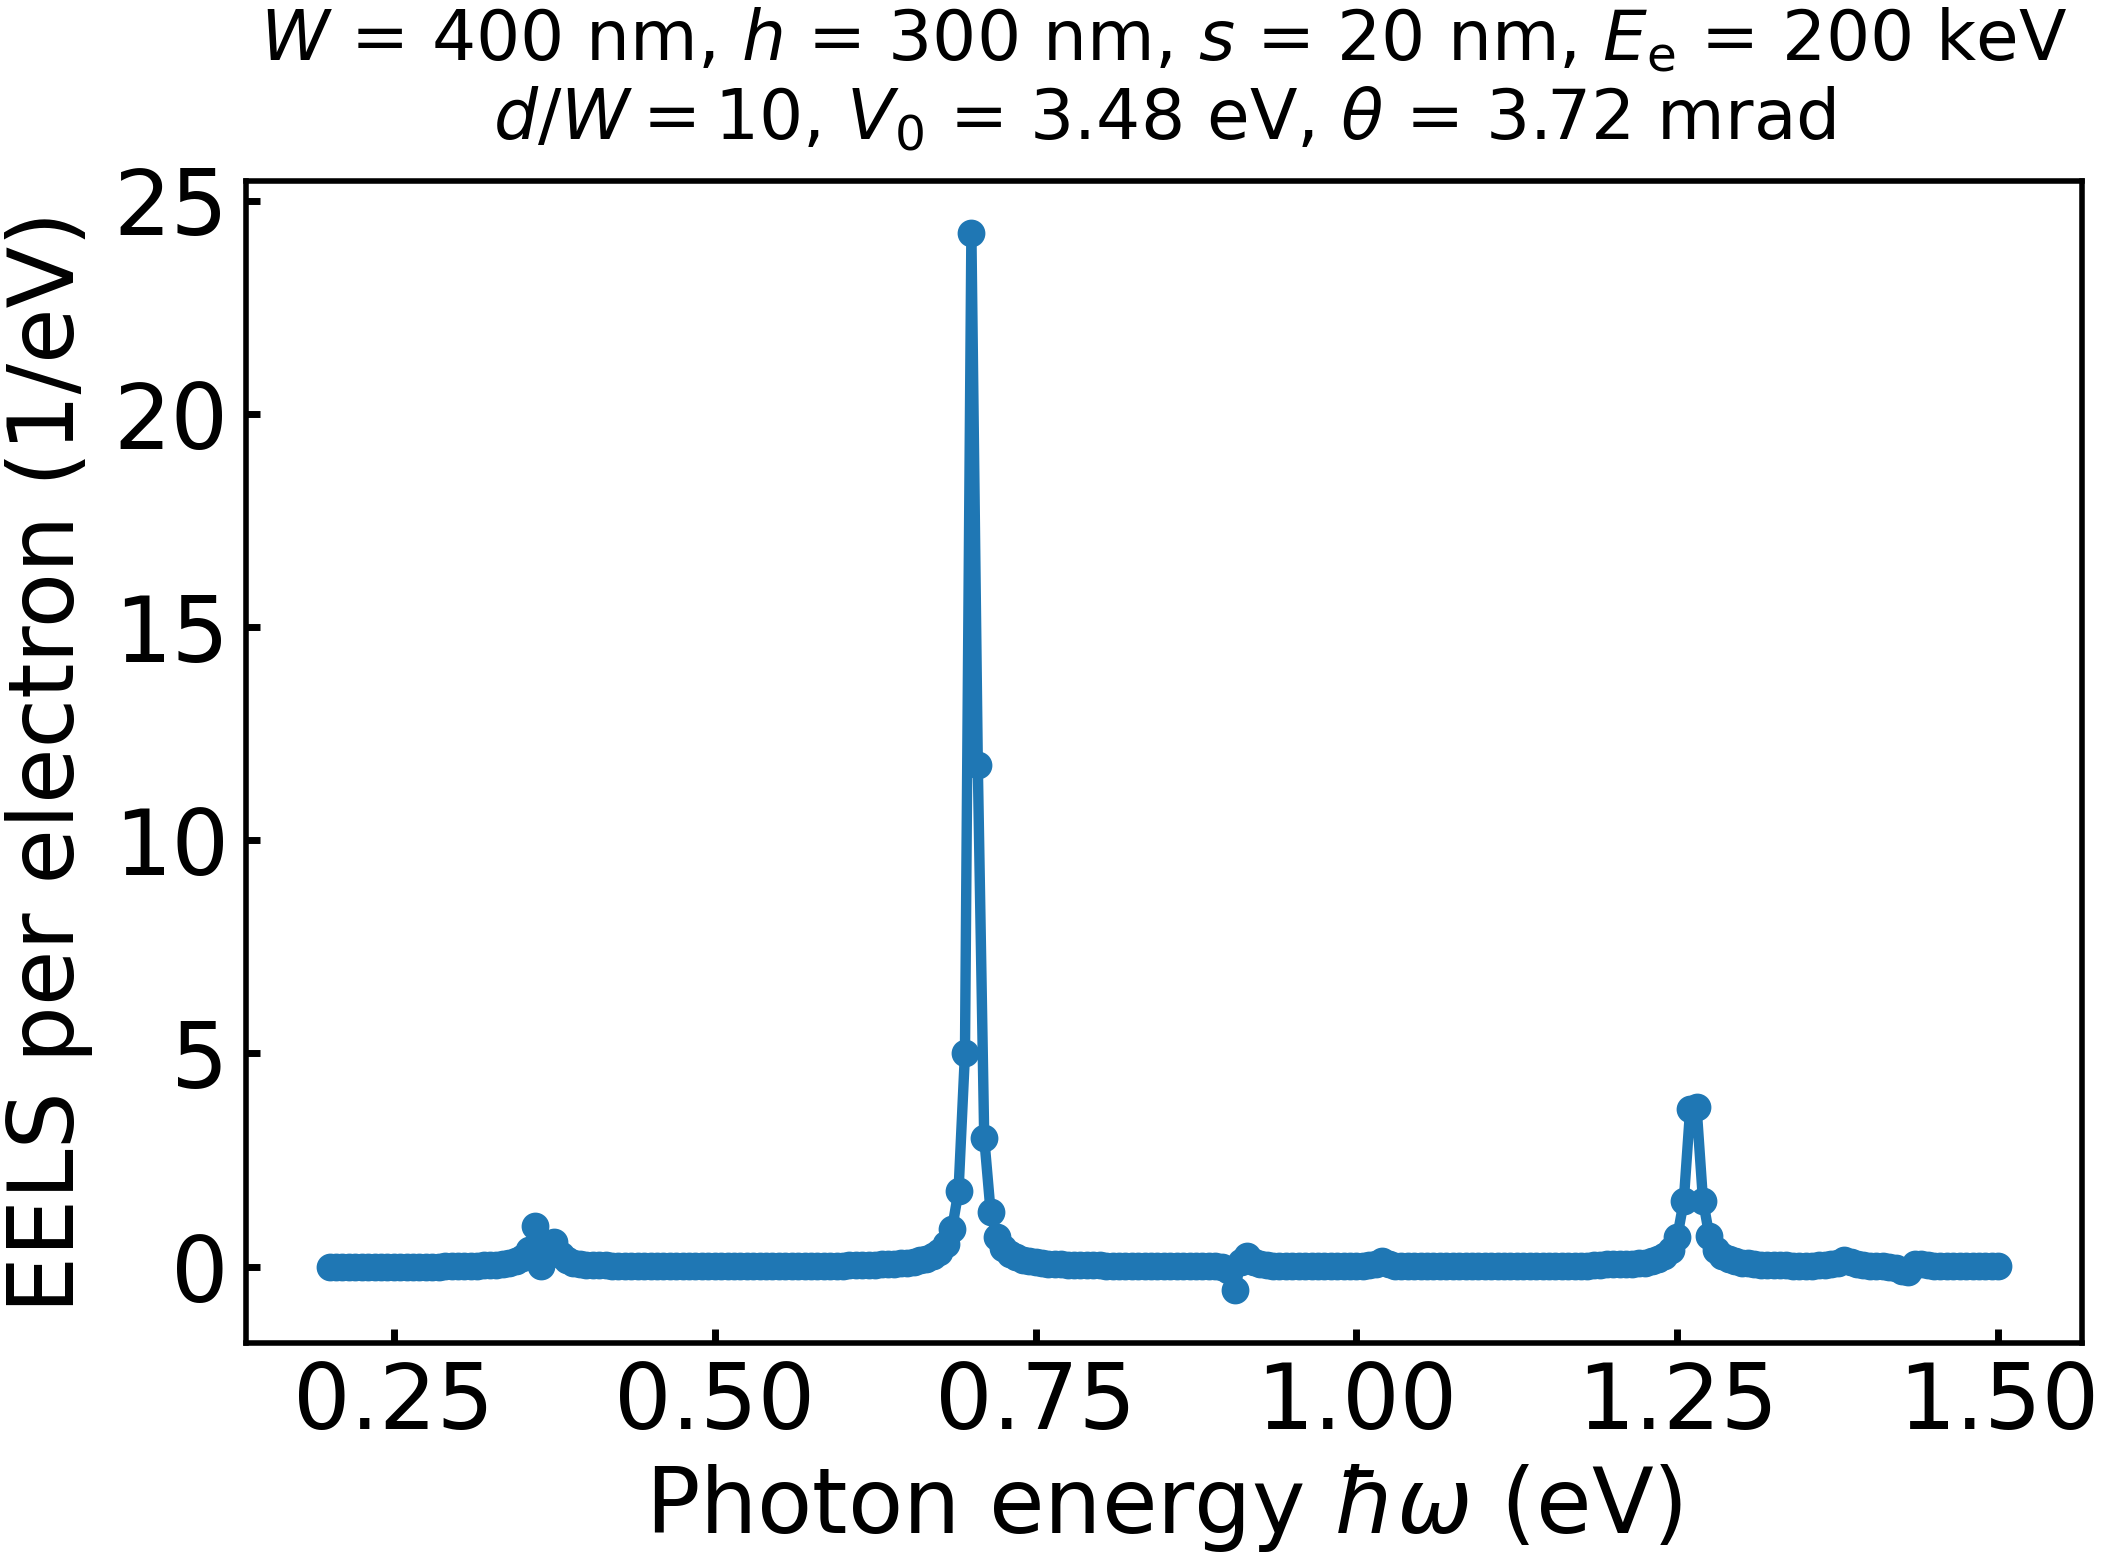 W = 400 nm, h = 300 nm, s = 20 nm, Eₑ = 200 keV
d/W = 10, V₀ = 3.48 eV, θ = 3.72 mrad
25
20
15
10
5
0
EELS per electron (1/eV)
0.25 0.50 0.75 1.00 1.25 1.50
Photon energy ℏω (eV)